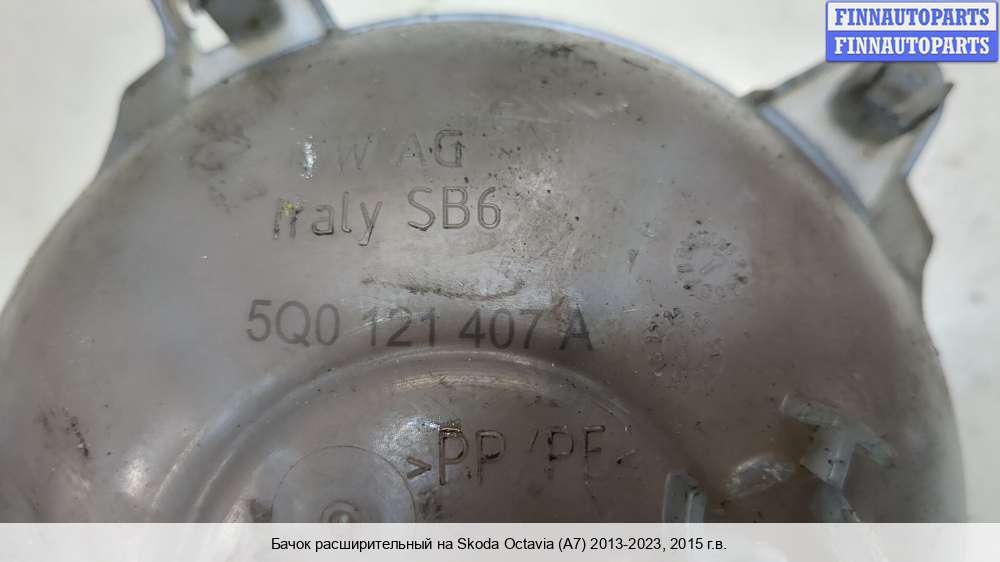 FINNAUTOPARTS
FINNAUTOPARTS
VW AG
Italy SB6
5Q0 121 407 A
>PP/PE<
Бачок расширительный на Skoda Octavia (A7) 2013-2023, 2015 г.в.